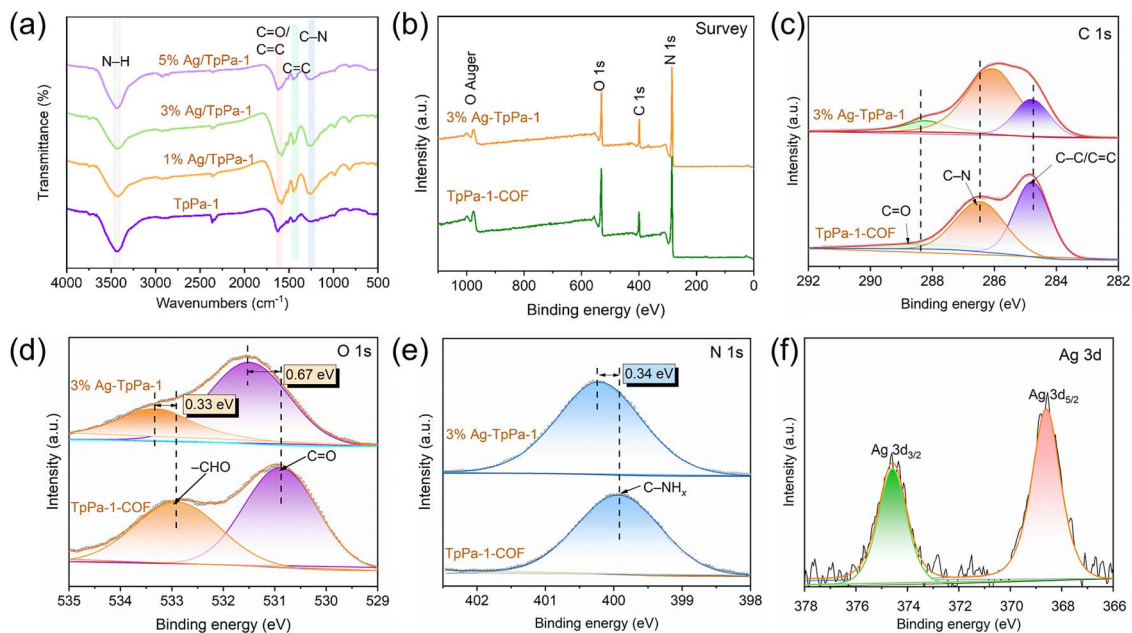 (a)
C=O/
C=C
C=C
C–N
N–H
5% Ag/TpPa-1
3% Ag/TpPa-1
1% Ag/TpPa-1
TpPa-1
Transmittance (%)
4000 3500 3000 2500 2000 1500 1000 500
Wavenumbers (cm⁻¹)
(b)
Survey
O Auger
O 1s
C 1s
N 1s
3% Ag-TpPa-1
TpPa-1-COF
Intensity (a.u.)
1000 800 600 400 200 0
Binding energy (eV)
(c)
C 1s
3% Ag-TpPa-1
C–C/C=C
C–N
C=O
TpPa-1-COF
Intensity (a.u.)
292 290 288 286 284 282
Binding energy (eV)
(d)
O 1s
3% Ag-TpPa-1
0.67 eV
0.33 eV
–CHO
C=O
TpPa-1-COF
Intensity (a.u.)
535 534 533 532 531 530 529
Binding energy (eV)
(e)
N 1s
0.34 eV
3% Ag-TpPa-1
C–NHₓ
TpPa-1-COF
Intensity (a.u.)
402 401 400 399 398
Binding energy (eV)
(f)
Ag 3d
Ag 3d₅/₂
Ag 3d₃/₂
Intensity (a.u.)
378 376 374 372 370 368 366
Binding energy (eV)